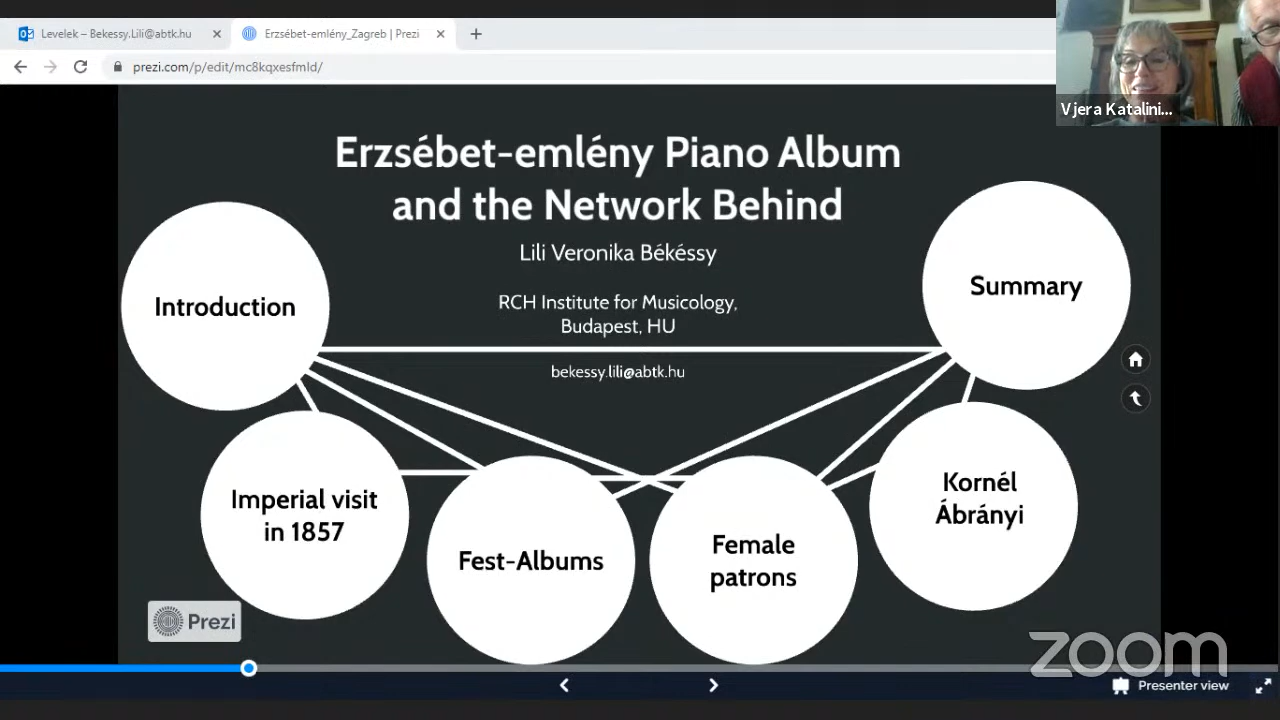 Levelek – Bekessy.Lili@abtk.hu
Erzsébet-emlény_Zagreb | Prezi
prezi.com/p/edit/mc8kqxesfmld/
Vjera Katalini...
Erzsébet-emlény Piano Album
and the Network Behind
Lili Veronika Békéssy
RCH Institute for Musicology,
Budapest, HU
bekessy.lili@abtk.hu
Introduction
Summary
Imperial visit
in 1857
Fest-Albums
Female
patrons
Kornél
Ábrányi
Prezi
zoom
Presenter view